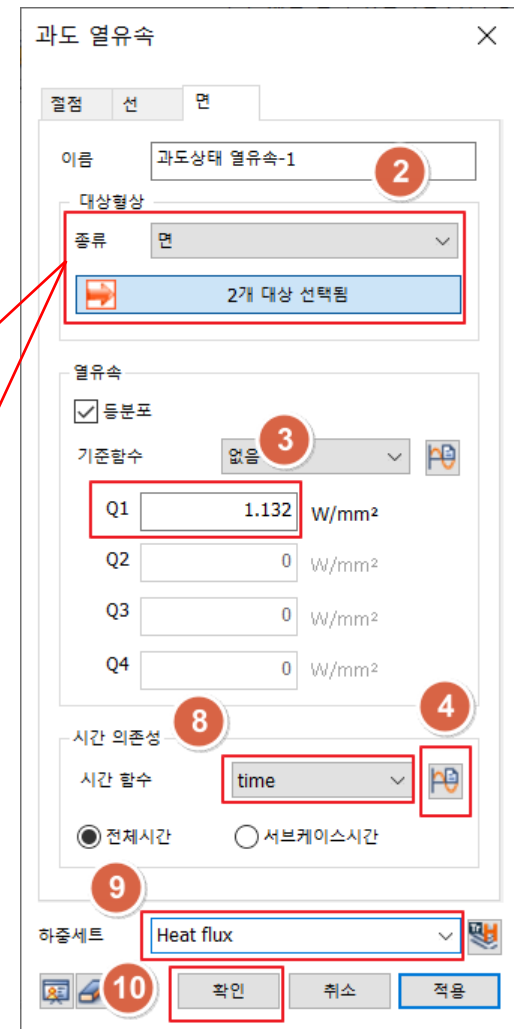 과도 열유속
절점 선 면
이름 과도상태 열유속-1
2
대상형상
종류 면
2개 대상 선택됨
열유속
등분포
3
기준함수 없음
Q1 1.132 W/mm²
Q2 0 W/mm²
Q3 0 W/mm²
Q4 0 W/mm²
8 4
시간 의존성
시간 함수 time
전체시간 서브케이스시간
9
하중세트 Heat flux
10 확인 취소 적용